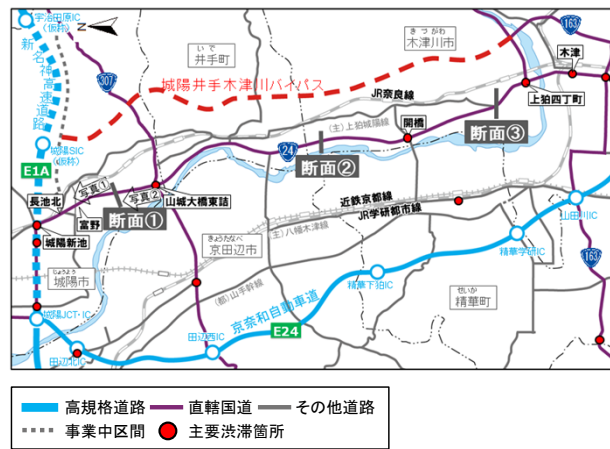 宇治田原IC
(仮称)
N
新名神高速道路
307
いで
井手町
きづがわ
木津川市
163
木津
城陽井手木津川バイパス
JR奈良線
上狛四丁町
城陽SIC
(仮称)
E1A
(主)上狛城陽線
開橋
断面③
24
断面②
写真①
写真②
長池北
富野
断面①
山城大橋東詰
城陽新池
近鉄京都線
JR学研都市線
山田川IC
きょうたなべ
京田辺市
(主)八幡木津線
じょうよう
城陽市
精華学研IC
163
(都)山手幹線
せいか
精華町
精華下狛IC
城陽JCT・IC
京奈和自動車道
E24
田辺西IC
田辺北IC
高規格道路
直轄国道
その他道路
事業中区間
主要渋滞箇所